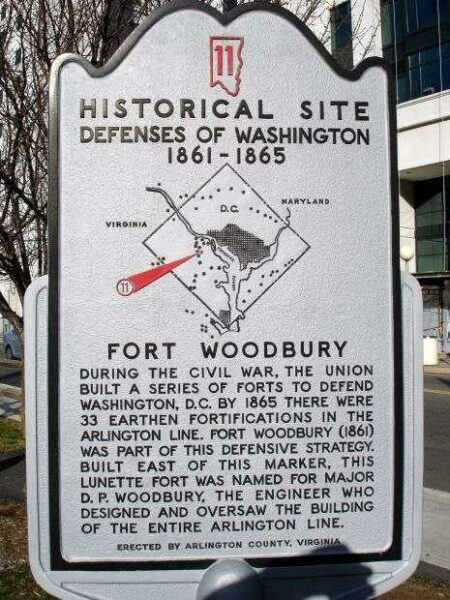 11
HISTORICAL SITE
DEFENSES OF WASHINGTON
1861-1865
D.C.
MARYLAND
VIRGINIA
11
FORT WOODBURY
DURING THE CIVIL WAR, THE UNION
BUILT A SERIES OF FORTS TO DEFEND
WASHINGTON, D.C. BY 1865 THERE WERE
33 EARTHEN FORTIFICATIONS IN THE
ARLINGTON LINE. FORT WOODBURY (1861)
WAS PART OF THIS DEFENSIVE STRATEGY.
BUILT EAST OF THIS MARKER, THIS
LUNETTE FORT WAS NAMED FOR MAJOR
D. P. WOODBURY, THE ENGINEER WHO
DESIGNED AND OVERSAW THE BUILDING
OF THE ENTIRE ARLINGTON LINE.
ERECTED BY ARLINGTON COUNTY, VIRGINIA